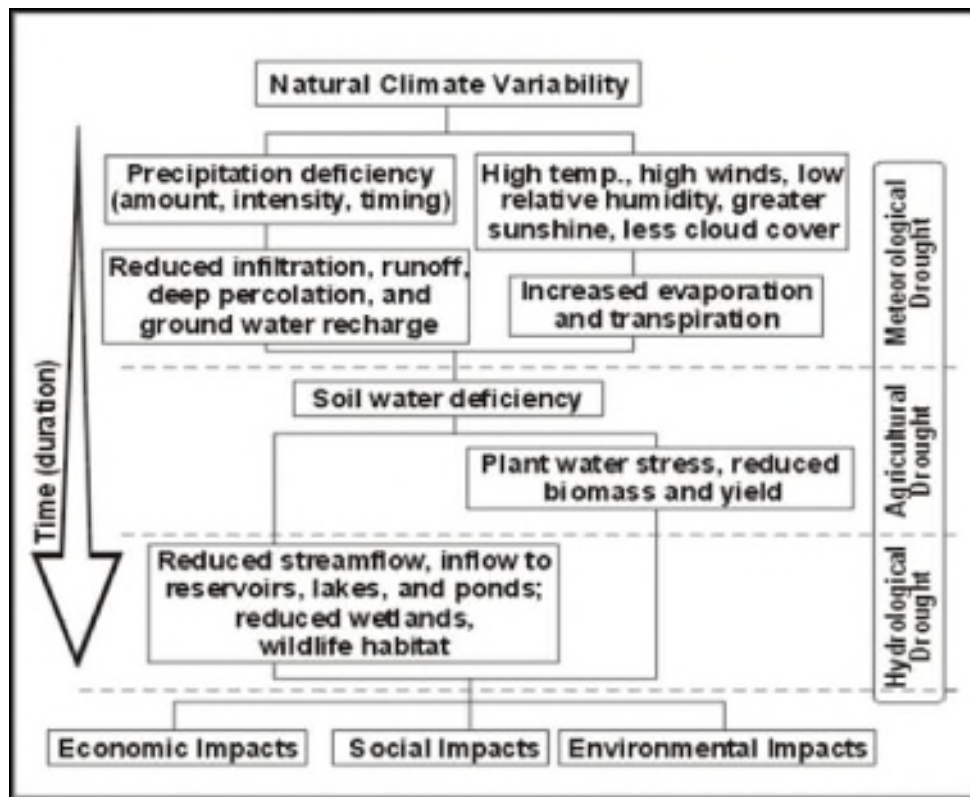 Natural Climate Variability
Precipitation deficiency
(amount, intensity, timing)
High temp., high winds, low
relative humidity, greater
sunshine, less cloud cover
Reduced infiltration, runoff,
deep percolation, and
ground water recharge
Increased evaporation
and transpiration
Meteorological
Drought
Soil water deficiency
Plant water stress, reduced
biomass and yield
Agricultural
Drought
Time (duration)
Reduced streamflow, inflow to
reservoirs, lakes, and ponds;
reduced wetlands,
wildlife habitat
Hydrological
Drought
Economic Impacts
Social Impacts
Environmental Impacts